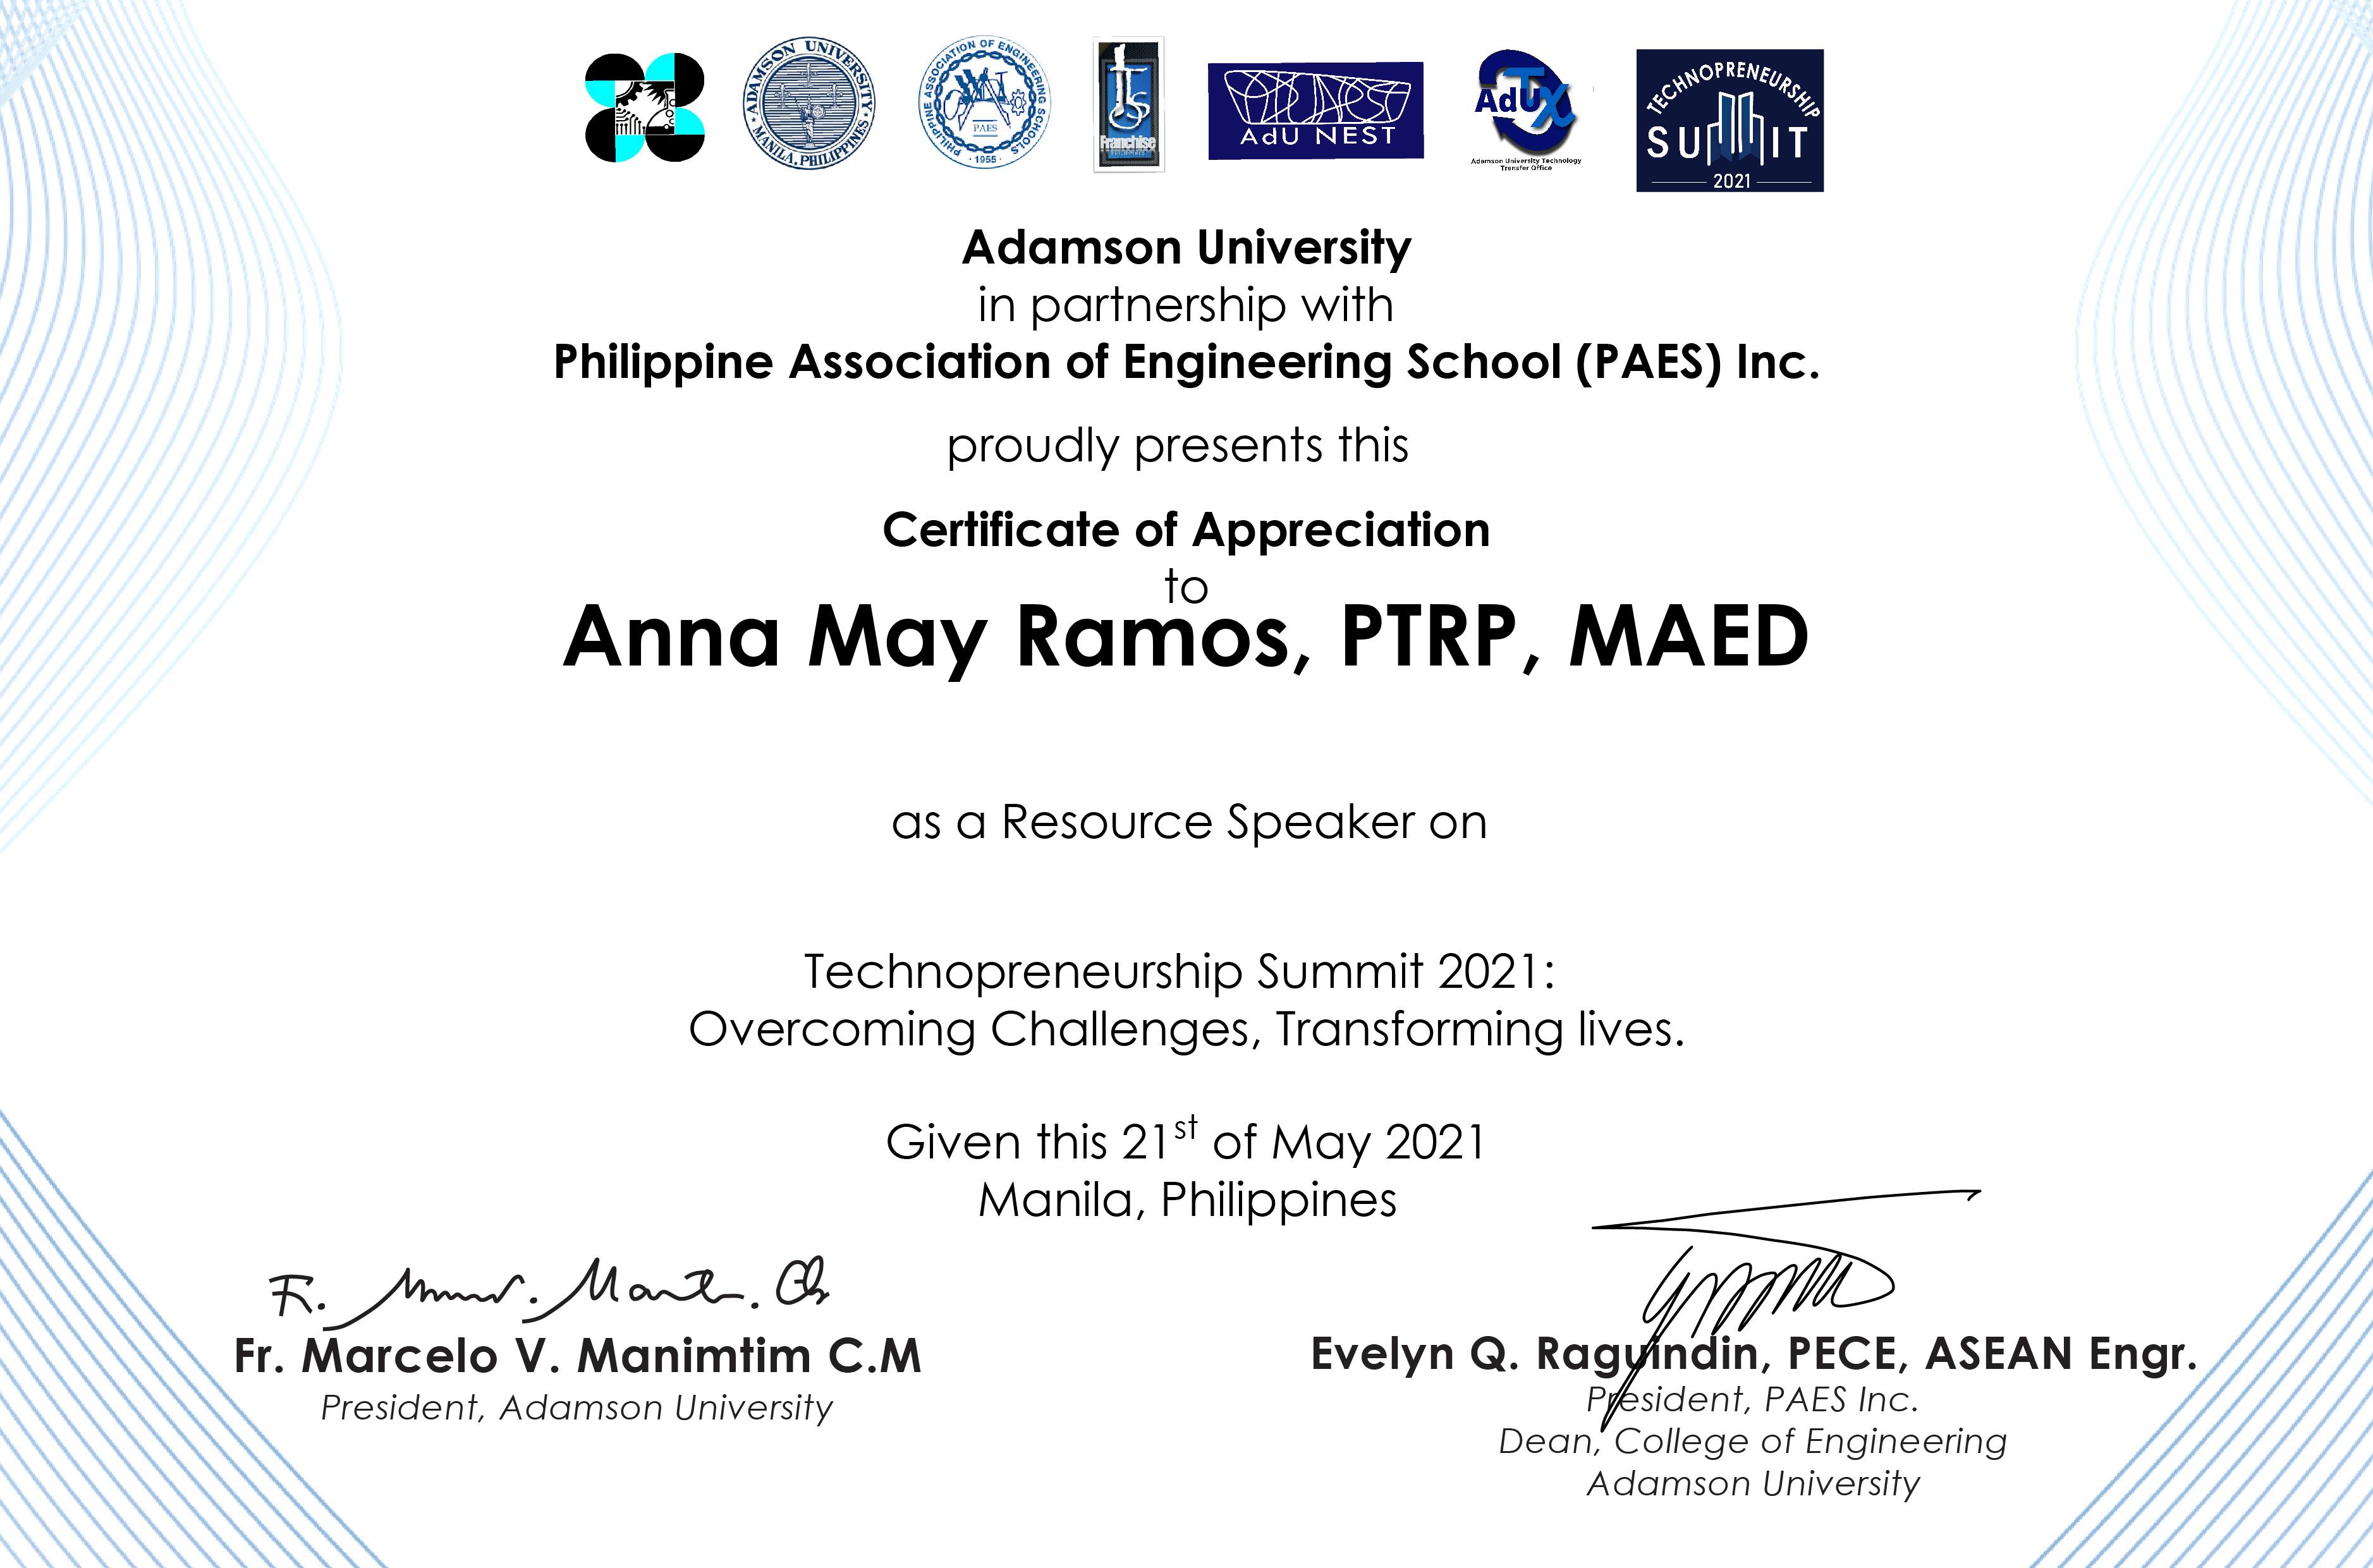 ADAMSON UNIVERSITY
MANILA, PHILIPPINES
PHILIPPINE ASSOCIATION OF ENGINEERING SCHOOLS
PAES
1955
Franchise
AdU NEST
AdUTX
Adamson University Technology
Transfer Office
TECHNOPRENEURSHIP
SUMMIT
2021
Adamson University
in partnership with
Philippine Association of Engineering School (PAES) Inc.
proudly presents this
Certificate of Appreciation
to
Anna May Ramos, PTRP, MAED
as a Resource Speaker on
Technopreneurship Summit 2021:
Overcoming Challenges, Transforming lives.
Given this 21st of May 2021
Manila, Philippines
Fr. Marcelo V. Manimtim C.M
President, Adamson University
Evelyn Q. Raguindin, PECE, ASEAN Engr.
President, PAES Inc.
Dean, College of Engineering
Adamson University